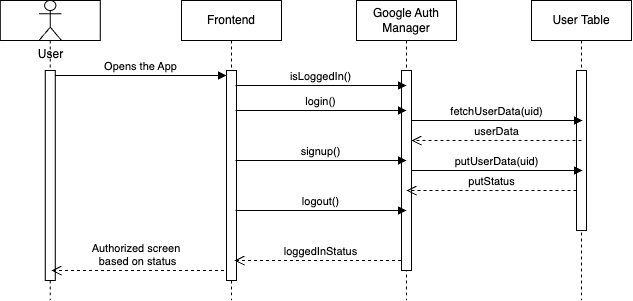 User
Frontend
Google Auth
Manager
User Table
Opens the App
isLoggedIn()
login()
fetchUserData(uid)
userData
signup()
putUserData(uid)
putStatus
logout()
loggedInStatus
Authorized screen
based on status